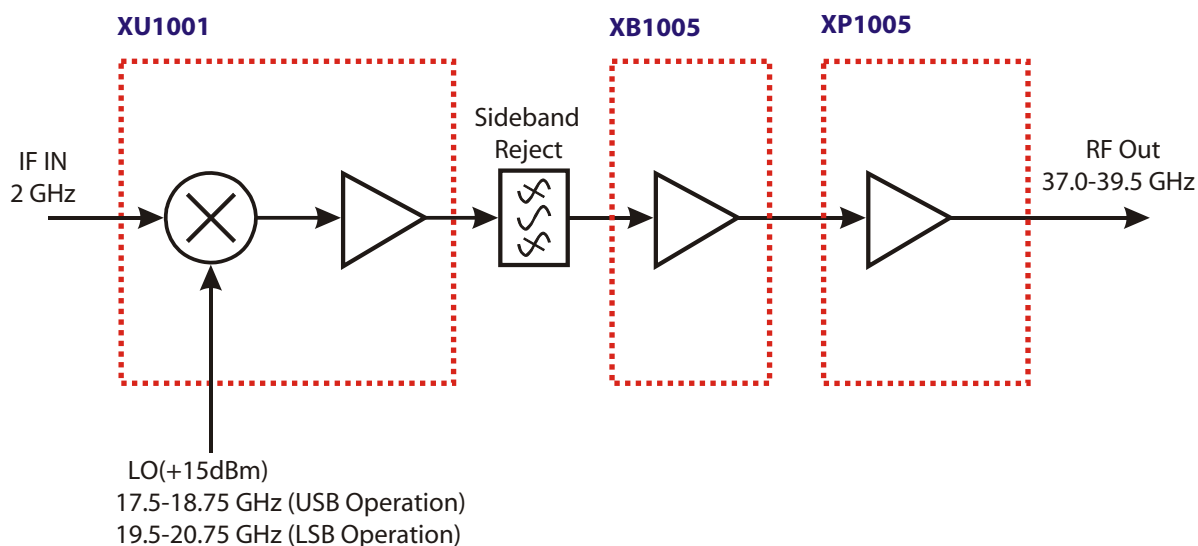 XU1001
XB1005
XP1005
Sideband
Reject
IF IN
2 GHz
RF Out
37.0-39.5 GHz
LO(+15dBm)
17.5-18.75 GHz (USB Operation)
19.5-20.75 GHz (LSB Operation)